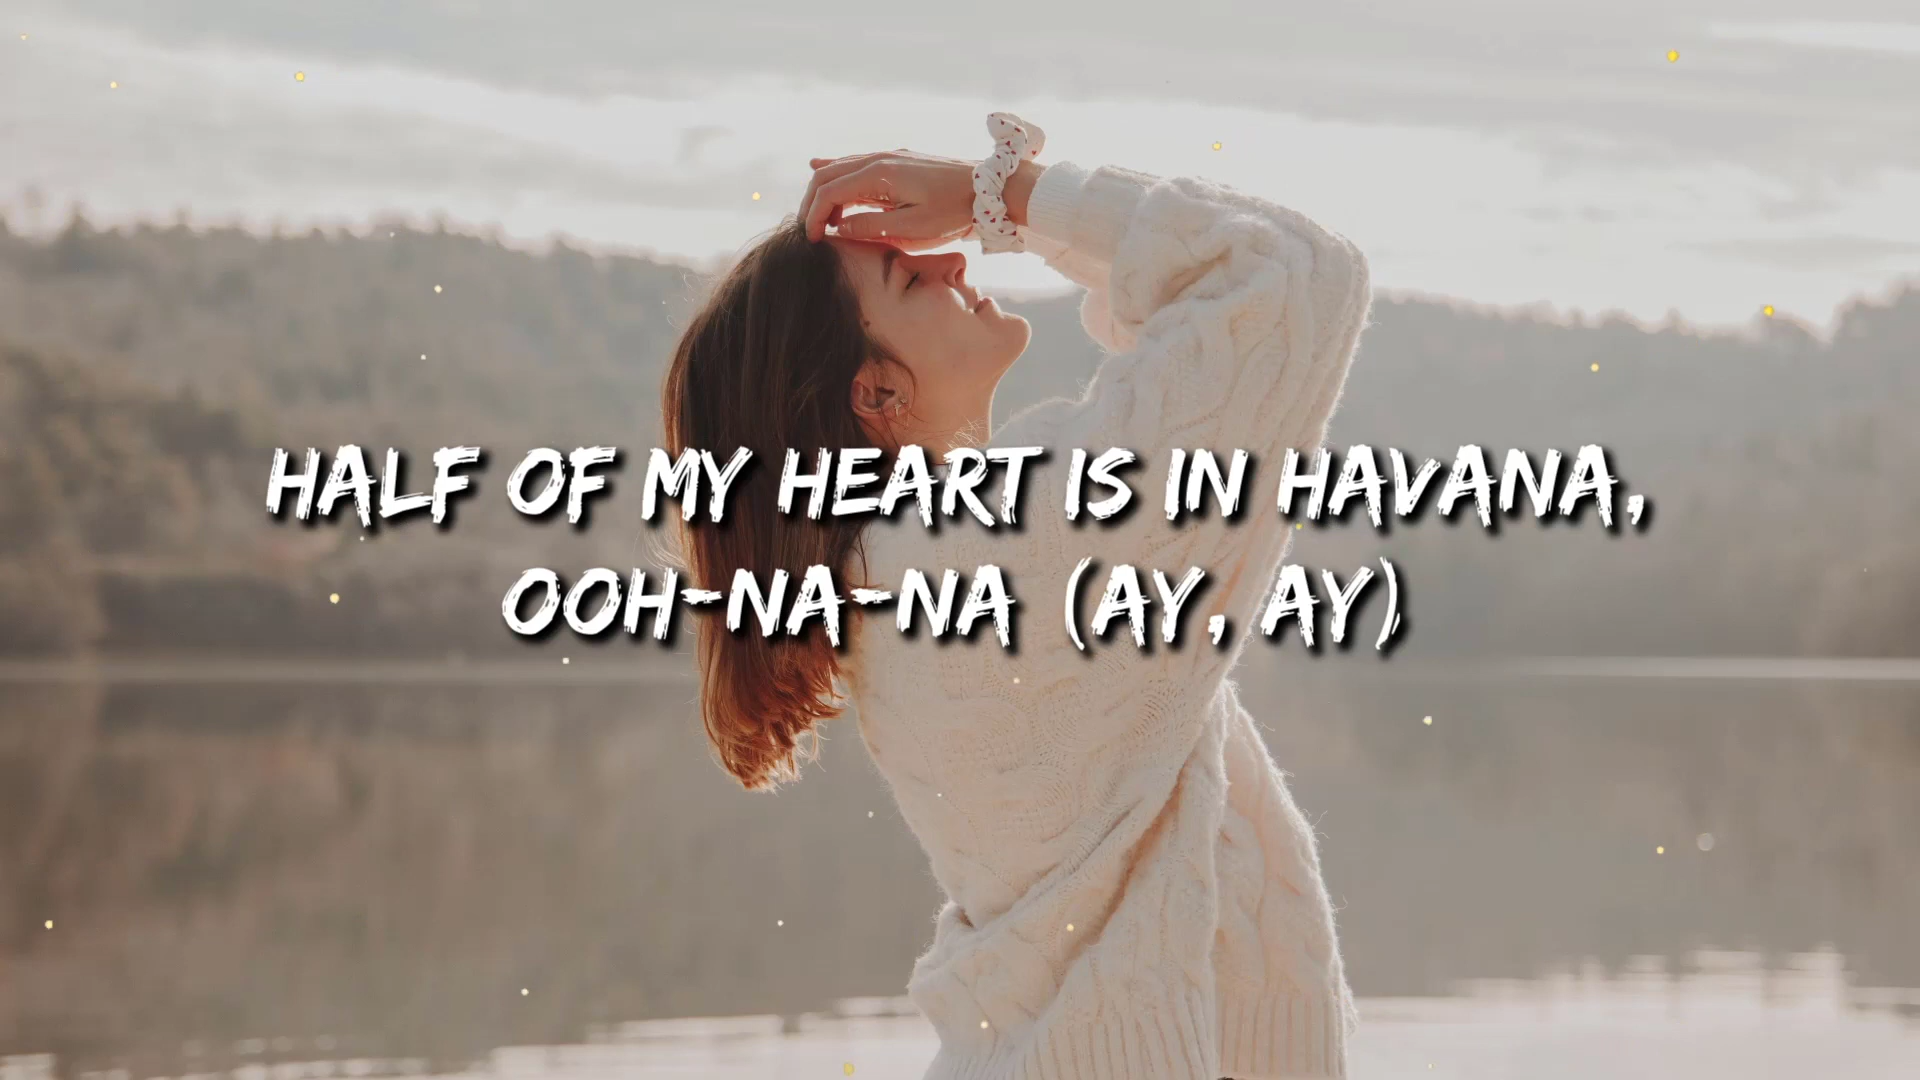 HALF OF MY HEART IS IN HAVANA,
OOH-NA-NA (AY, AY)